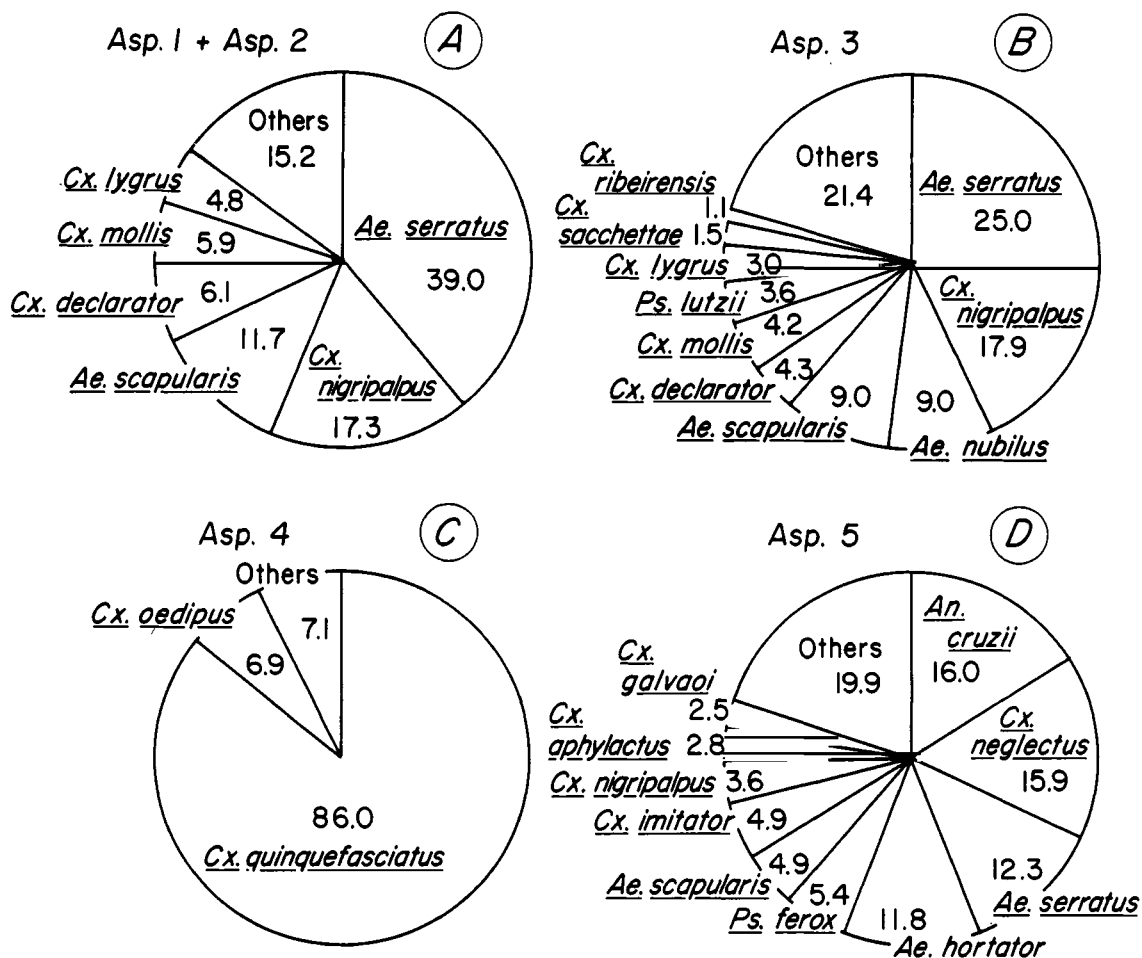 Asp. 1 + Asp. 2
A
Others
15.2
Cx. lygrus
4.8
Cx. mollis
5.9
Cx. declarator
6.1
Ae. scapularis
11.7
Cx.
nigripalpus
17.3
Ae. serratus
39.0
Asp. 3
B
Others
21.4
Cx.
ribeirensis
1.1
Cx.
sacchettae 1.5
Cx. lygrus 3.0
Ps. lutzii 3.6
Cx. mollis 4.2
Cx. declarator 4.3
Ae. scapularis
9.0
Ae. nubilus
9.0
Cx.
nigripalpus
17.9
Ae. serratus
25.0
Asp. 4
C
Others
7.1
Cx. oedipus
6.9
86.0
Cx. quinquefasciatus
Asp. 5
D
Others
19.9
Cx.
galvaoi
2.5
Cx.
aphylactus 2.8
Cx. nigripalpus 3.6
Cx. imitator 4.9
Ae. scapularis 4.9
Ps. ferox 5.4
11.8
Ae. hortator
12.3
Ae. serratus
Cx.
neglectus
15.9
An.
cruzii
16.0